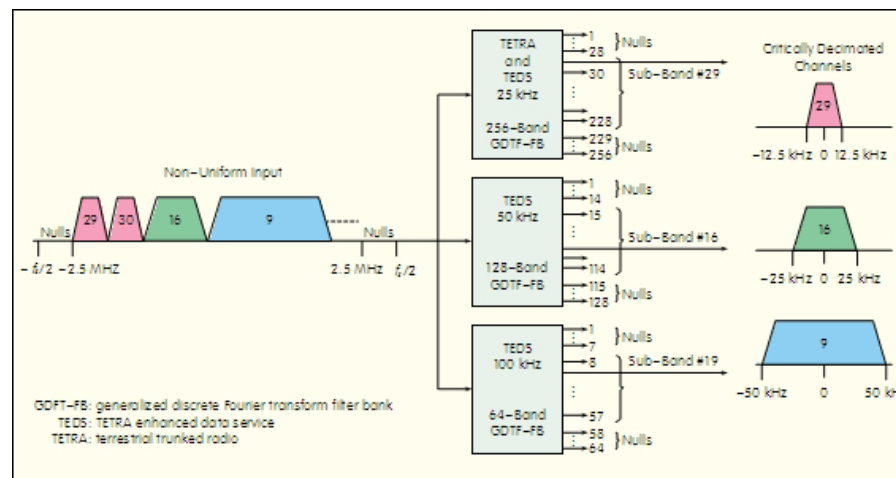 Non-Uniform Input
29
30
16
9
Nulls
Nulls
-fs/2
-2.5 MHZ
2.5 MHz
fs/2
TETRA
and
TEDS
25 kHz
256-Band
GDTF-FB
1
28
} Nulls
30
Sub-Band #29
228
229
256
} Nulls
TEDS
50 kHz
128-Band
GDTF-FB
1
14
} Nulls
15
Sub-Band #16
114
115
128
} Nulls
TEDS
100 kHz
64-Band
GDTF-FB
1
7
} Nulls
8
Sub-Band #19
57
58
64
} Nulls
Critically Decimated
Channels
29
-12.5 kHz 0 12.5 kHz
16
-25 kHz 0 25 kHz
9
-50 kHz 0 50 kH
GDFT-FB: generalized discrete Fourier transform filter bank
TEDS: TETRA enhanced data service
TETRA: terrestrial trunked radio